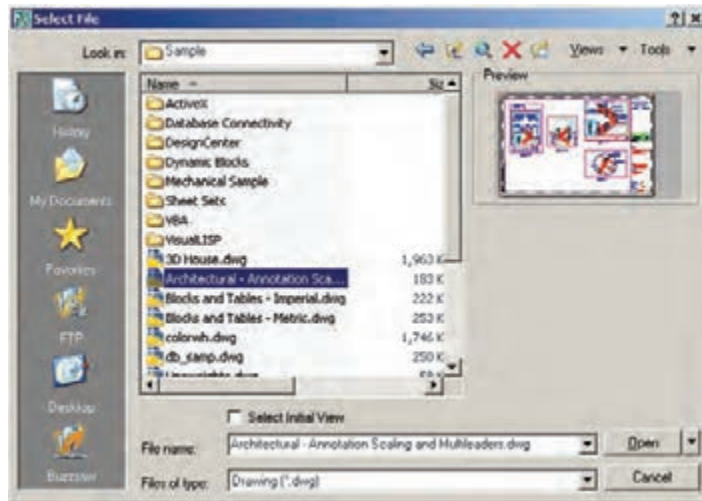 Select File
Look in: Sample Views Tools
Name Siz Preview
ActiveX
Database Connectivity
DesignCenter
Dynamic Blocks
Mechanical Sample
Sheet Sets
VBA
VisualLISP
3D House.dwg 1,963 K
Architectural - Annotation Sca... 183 K
Blocks and Tables - Imperial.dwg 222 K
Blocks and Tables - Metric.dwg 253 K
colorwh.dwg 1,746 K
db_samp.dwg 250 K
History
My Documents
Favorites
FTP
Desktop
Buzzsaw
Select Initial View
File name: Architectural - Annotation Scaling and Multileaders.dwg Open
Files of type: Drawing (*.dwg) Cancel